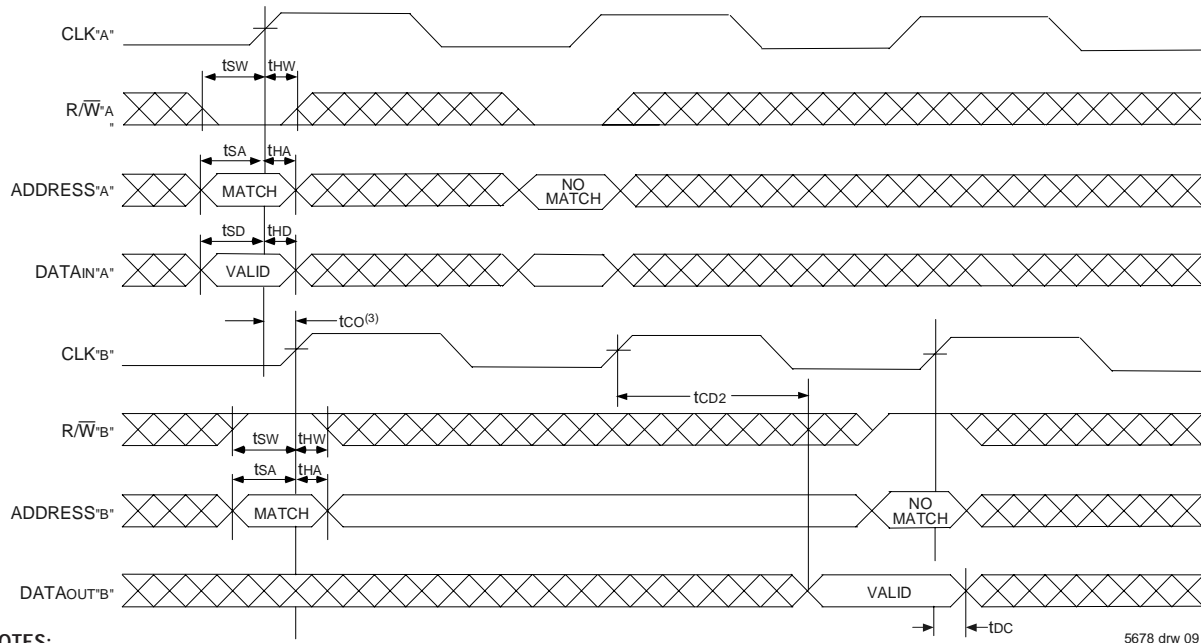 CLK"A"
tSW tHW
R/W"A
"
tSA tHA
ADDRESS"A" MATCH NO MATCH
tSD tHD
DATAIN"A" VALID
tCO(3)
CLK"B"
tCD2
R/W"B"
tSW tHW
tSA tHA
ADDRESS"B" MATCH NO MATCH
DATAOUT"B" VALID
tDC
OTES:
5678 drw 09